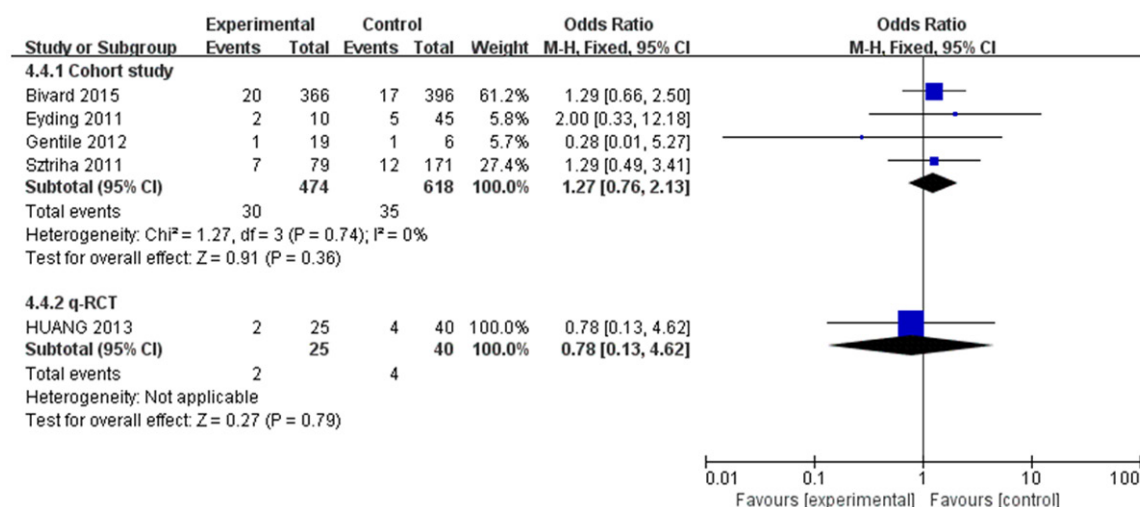 Experimental Control Odds Ratio Odds Ratio
Study or Subgroup Events Total Events Total Weight M-H, Fixed, 95% CI M-H, Fixed, 95% CI
4.4.1 Cohort study
Bivard 2015 20 366 17 396 61.2% 1.29 [0.66, 2.50]
Eyding 2011 2 10 5 45 5.8% 2.00 [0.33, 12.18]
Gentile 2012 1 19 1 6 5.7% 0.28 [0.01, 5.27]
Sztriha 2011 7 79 12 171 27.4% 1.29 [0.49, 3.41]
Subtotal (95% CI) 474 618 100.0% 1.27 [0.76, 2.13]
Total events 30 35
Heterogeneity: Chi² = 1.27, df = 3 (P = 0.74); I² = 0%
Test for overall effect: Z = 0.91 (P = 0.36)
4.4.2 q-RCT
HUANG 2013 2 25 4 40 100.0% 0.78 [0.13, 4.62]
Subtotal (95% CI) 25 40 100.0% 0.78 [0.13, 4.62]
Total events 2 4
Heterogeneity: Not applicable
Test for overall effect: Z = 0.27 (P = 0.79)
0.01 0.1 1 10 100
Favours [experimental] Favours [control]